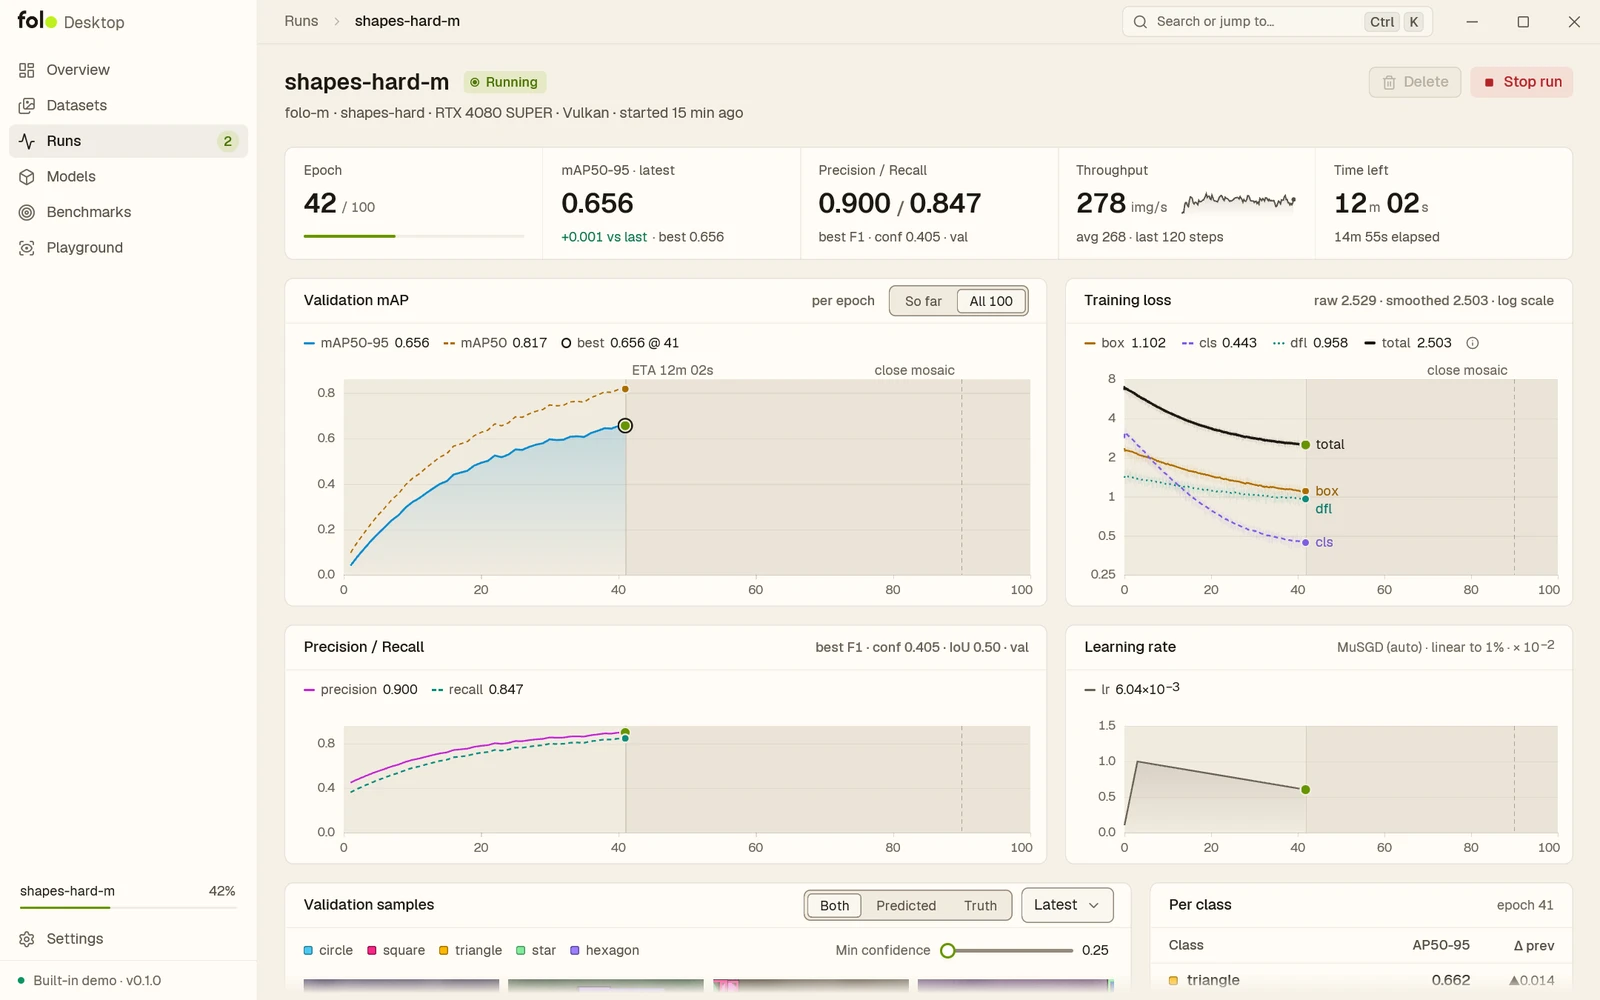 folo Desktop
Runs > shapes-hard-m
Search or jump to... Ctrl K
Overview
Datasets
Runs 2
Models
Benchmarks
Playground
shapes-hard-m Running
folo-m · shapes-hard · RTX 4080 SUPER · Vulkan · started 15 min ago
Delete
Stop run
Epoch
42 / 100
mAP50-95 · latest
0.656
+0.001 vs last · best 0.656
Precision / Recall
0.900 / 0.847
best F1 · conf 0.405 · val
Throughput
278 img/s
avg 268 · last 120 steps
Time left
12m 02s
14m 55s elapsed
Validation mAP
per epoch So far All 100
mAP50-95 0.656 mAP50 0.817 best 0.656 @ 41
ETA 12m 02s close mosaic
0.8
0.6
0.4
0.2
0.0
0 20 40 60 80 100
Training loss
raw 2.529 · smoothed 2.503 · log scale
box 1.102 cls 0.443 dfl 0.958 total 2.503
close mosaic
8
4
2
1
0.5
0.25
total
box
dfl
cls
0 20 40 60 80 100
Precision / Recall
best F1 · conf 0.405 · IoU 0.50 · val
precision 0.900 recall 0.847
0.8
0.4
0.0
0 20 40 60 80 100
Learning rate
MuSGD (auto) · linear to 1% · × 10⁻²
lr 6.04×10⁻³
1.5
1.0
0.5
0.0
0 20 40 60 80 100
Validation samples
Both Predicted Truth Latest
circle square triangle star hexagon
Min confidence 0.25
Per class
epoch 41
Class AP50-95 Δ prev
triangle 0.662 ▲0.014
shapes-hard-m 42%
Settings
Built-in demo · v0.1.0